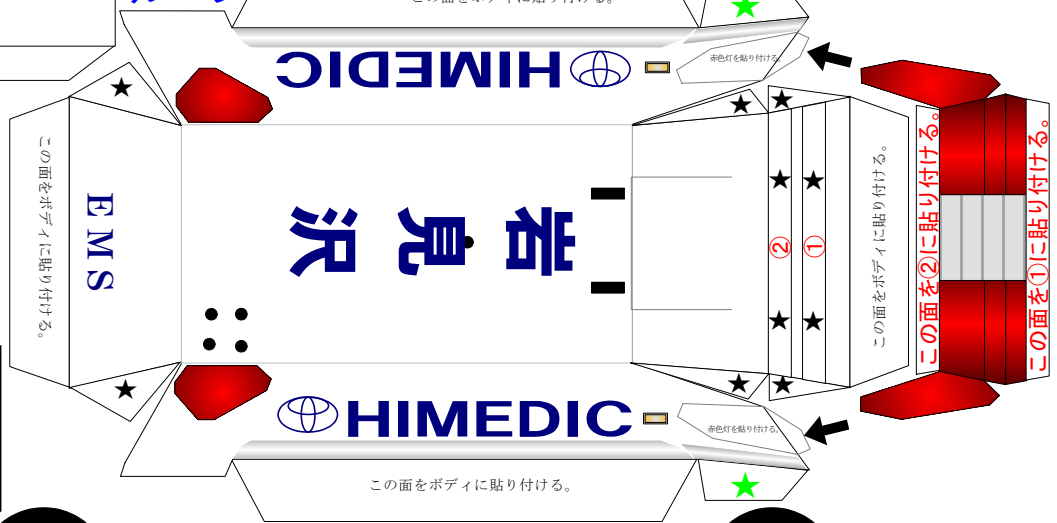 この面をボディに貼り付ける。
HIMEDIC
赤色灯を貼り付ける。
この面をボディに貼り付ける。
EMS
岩見沢
②
①
この面をボディに貼り付ける。
この面を②に貼り付ける。
この面を①に貼り付ける。
HIMEDIC
赤色灯を貼り付ける。
この面をボディに貼り付ける。